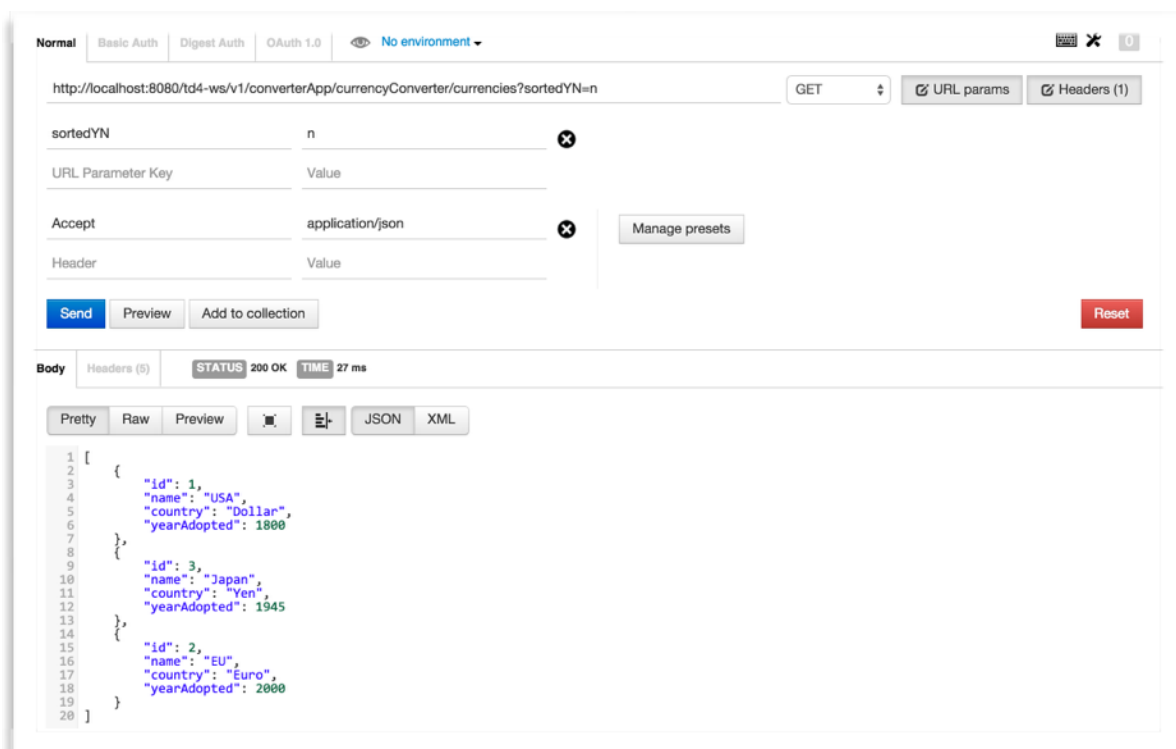 Normal Basic Auth Digest Auth OAuth 1.0 No environment 0
http://localhost:8080/td4-ws/v1/converterApp/currencyConverter/currencies?sortedYN=n GET URL params Headers (1)
sortedYN n
URL Parameter Key Value
Accept application/json Manage presets
Header Value
Send Preview Add to collection Reset
Body Headers (5) STATUS 200 OK TIME 27 ms
Pretty Raw Preview JSON XML
1 [
2 {
3 "id": 1,
4 "name": "USA",
5 "country": "Dollar",
6 "yearAdopted": 1800
7 },
8 {
9 "id": 3,
10 "name": "Japan",
11 "country": "Yen",
12 "yearAdopted": 1945
13 },
14 {
15 "id": 2,
16 "name": "EU",
17 "country": "Euro",
18 "yearAdopted": 2000
19 }
20 ]